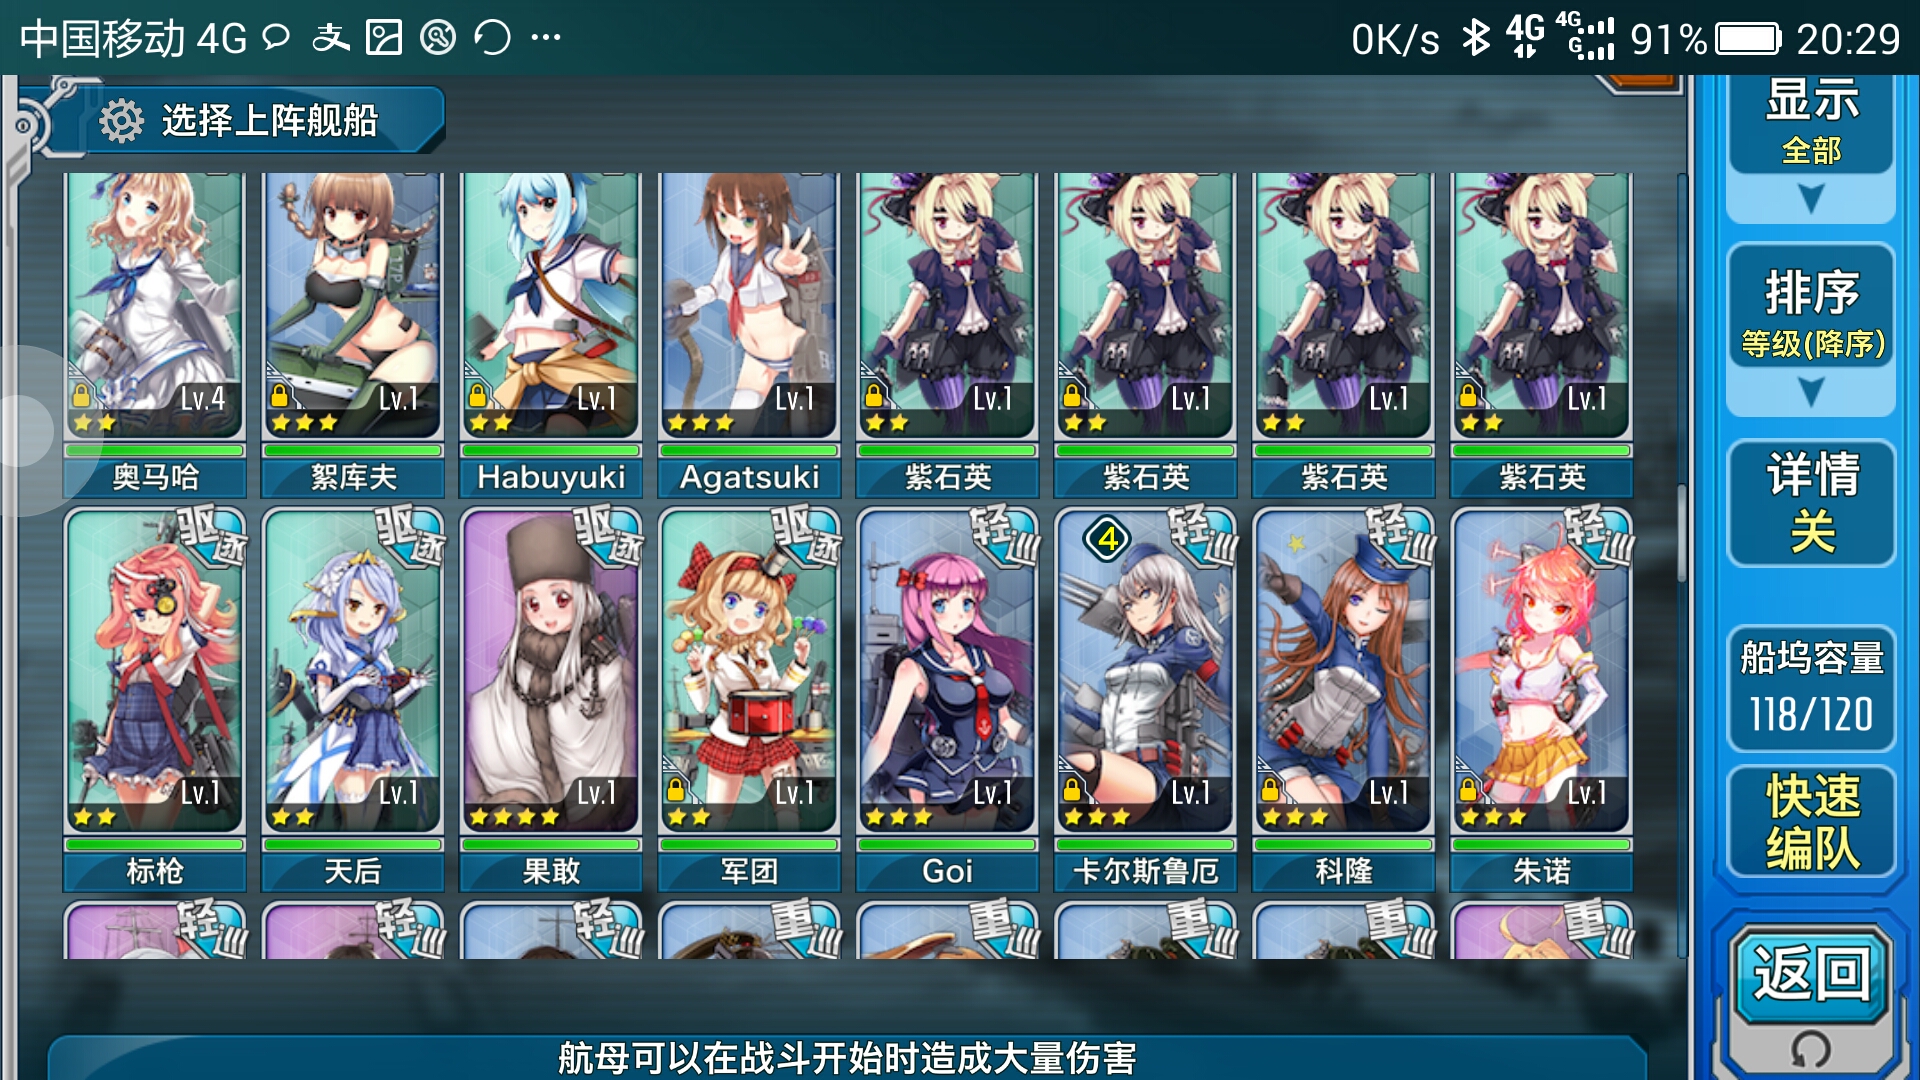 中国移动 4G 支 ... 0K/s 4G 4G G 91% 20:29
选择上阵舰船
显示
全部
排序
等级(降序)
详情
关
船坞容量
118/120
快速
编队
返回
Lv.4 Lv.1 Lv.1 Lv.1 Lv.1 Lv.1 Lv.1 Lv.1
奥马哈 絮库夫 Habuyuki Agatsuki 紫石英 紫石英 紫石英 紫石英
驱逐 驱逐 驱逐 驱逐 轻巡 4 轻巡 轻巡 轻巡
Lv.1 Lv.1 Lv.1 Lv.1 Lv.1 Lv.1 Lv.1 Lv.1
标枪 天后 果敢 军团 Goi 卡尔斯鲁厄 科隆 朱诺
轻巡 轻巡 轻巡 重巡 重巡 重巡 重巡 重巡
航母可以在战斗开始时造成大量伤害